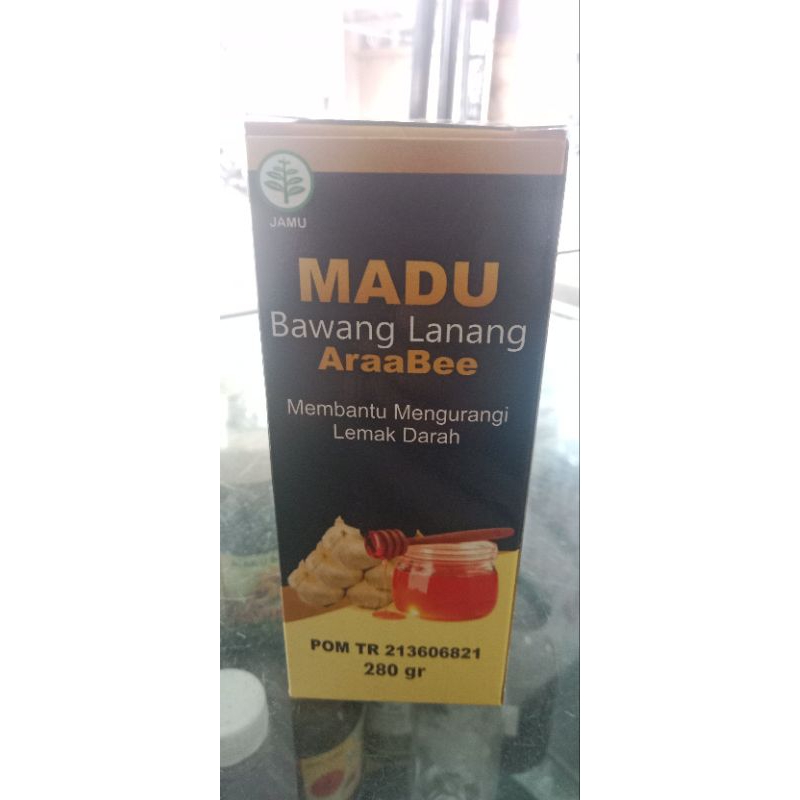 JAMU
MADU
Bawang Lanang
AraaBee
Membantu Mengurangi
Lemak Darah
POM TR 213606821
280 gr